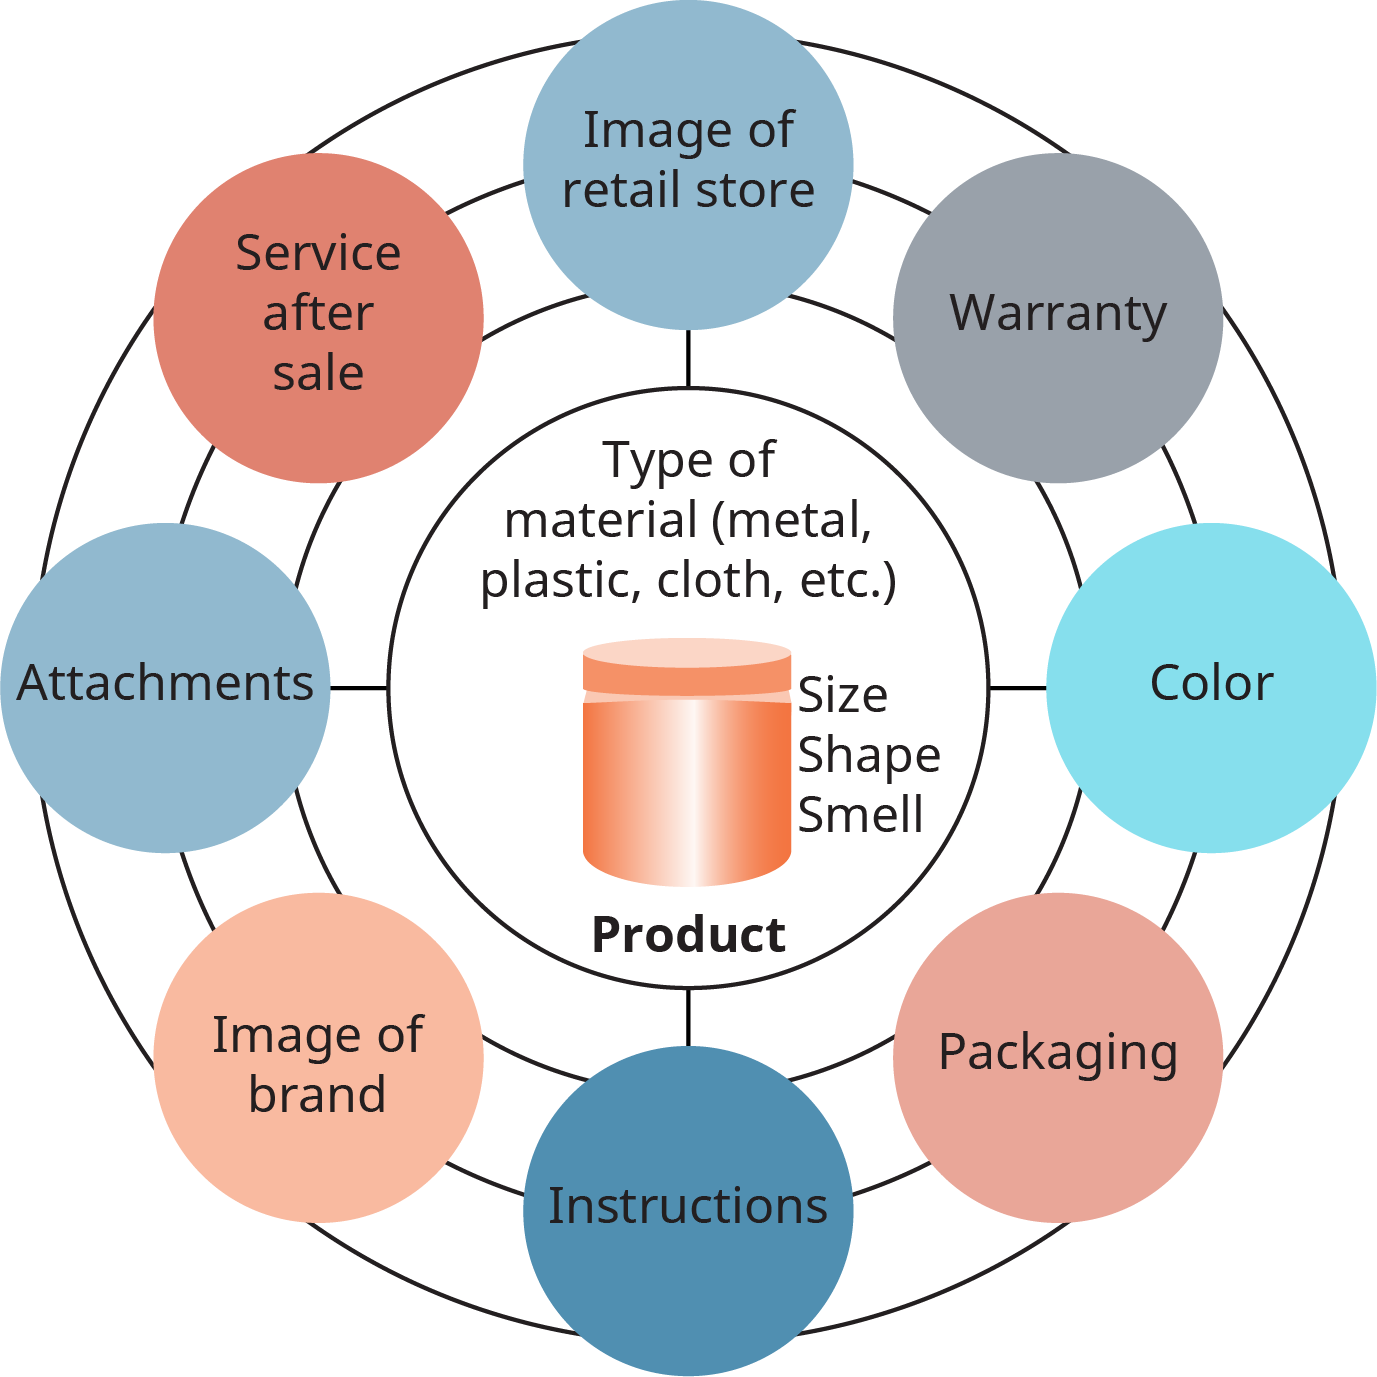 Image of
retail store
Warranty
Color
Packaging
Instructions
Image of
brand
Attachments
Service
after
sale
Type of
material (metal,
plastic, cloth, etc.)
Size
Shape
Smell
Product